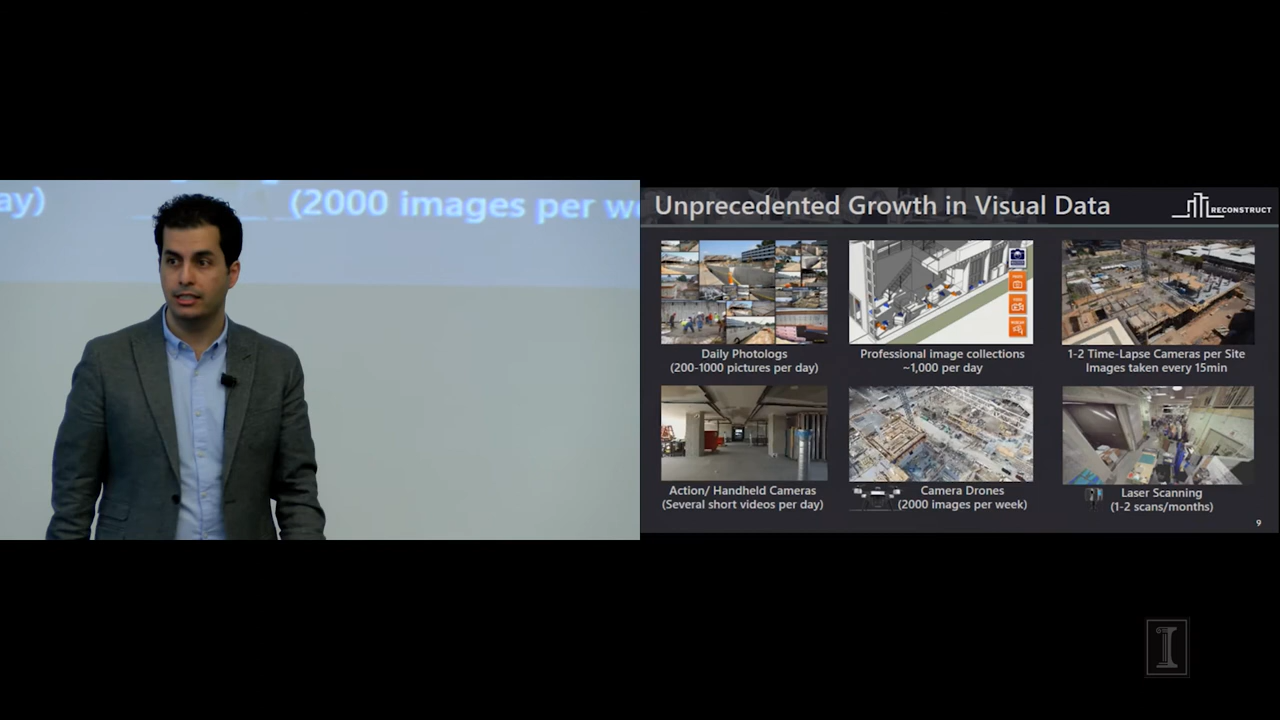 ay)
(2000 images per we
Unprecedented Growth in Visual Data
RECONSTRUCT
Daily Photologs
(200-1000 pictures per day)
Professional image collections
~1,000 per day
1-2 Time-Lapse Cameras per Site
Images taken every 15min
Action/ Handheld Cameras
(Several short videos per day)
Camera Drones
(2000 images per week)
Laser Scanning
(1-2 scans/months)
9
I